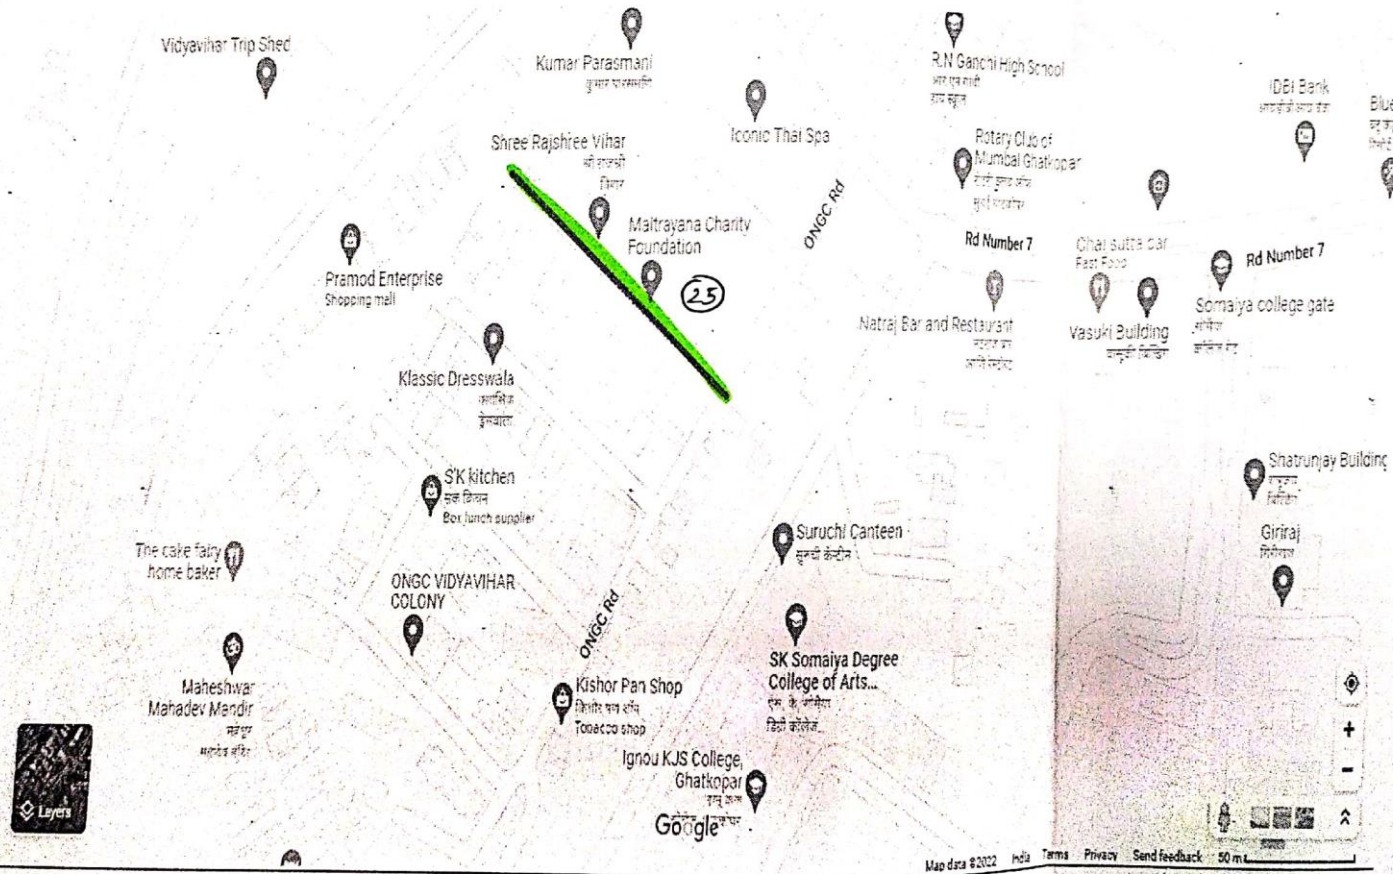 Vidyavihar Trip Shed
Kumar Parasmani
कुमार पारसमणि
R.N Gandhi High School
आर एन गांधी
हाय स्कूल
IDBI Bank
Iconic Thai Spa
Shree Rajshree Vihar
श्री राजश्री
विहार
Rotary Club of
Mumbai Ghatkopar
Maitrayana Charity
Foundation
ONGC Rd
Rd Number 7
Chai sutta bar
Fast Food
Rd Number 7
Pramod Enterprise
Shopping mall
25
Somaiya college gate
Natraj Bar and Restaurant
Vasuki Building
वासुकी बिल्डिंग
Klassic Dresswala
S K kitchen
Box lunch supplier
Shatrunjay Building
Suruchi Canteen
सुरुची कॅन्टीन
Giriraj
The cake fairy
home baker
ONGC VIDYAVIHAR
COLONY
ONGC Rd
SK Somaiya Degree
College of Arts...
एस. के. सोमैया
डिग्री कॉलेज...
Maheshwar
Mahadev Mandir
Kishor Pan Shop
किशोर पान शॉप
Tobacco shop
Ignou KJS College,
Ghatkopar
Layers
Google
Map data ©2022 India Terms Privacy Send feedback 50 m